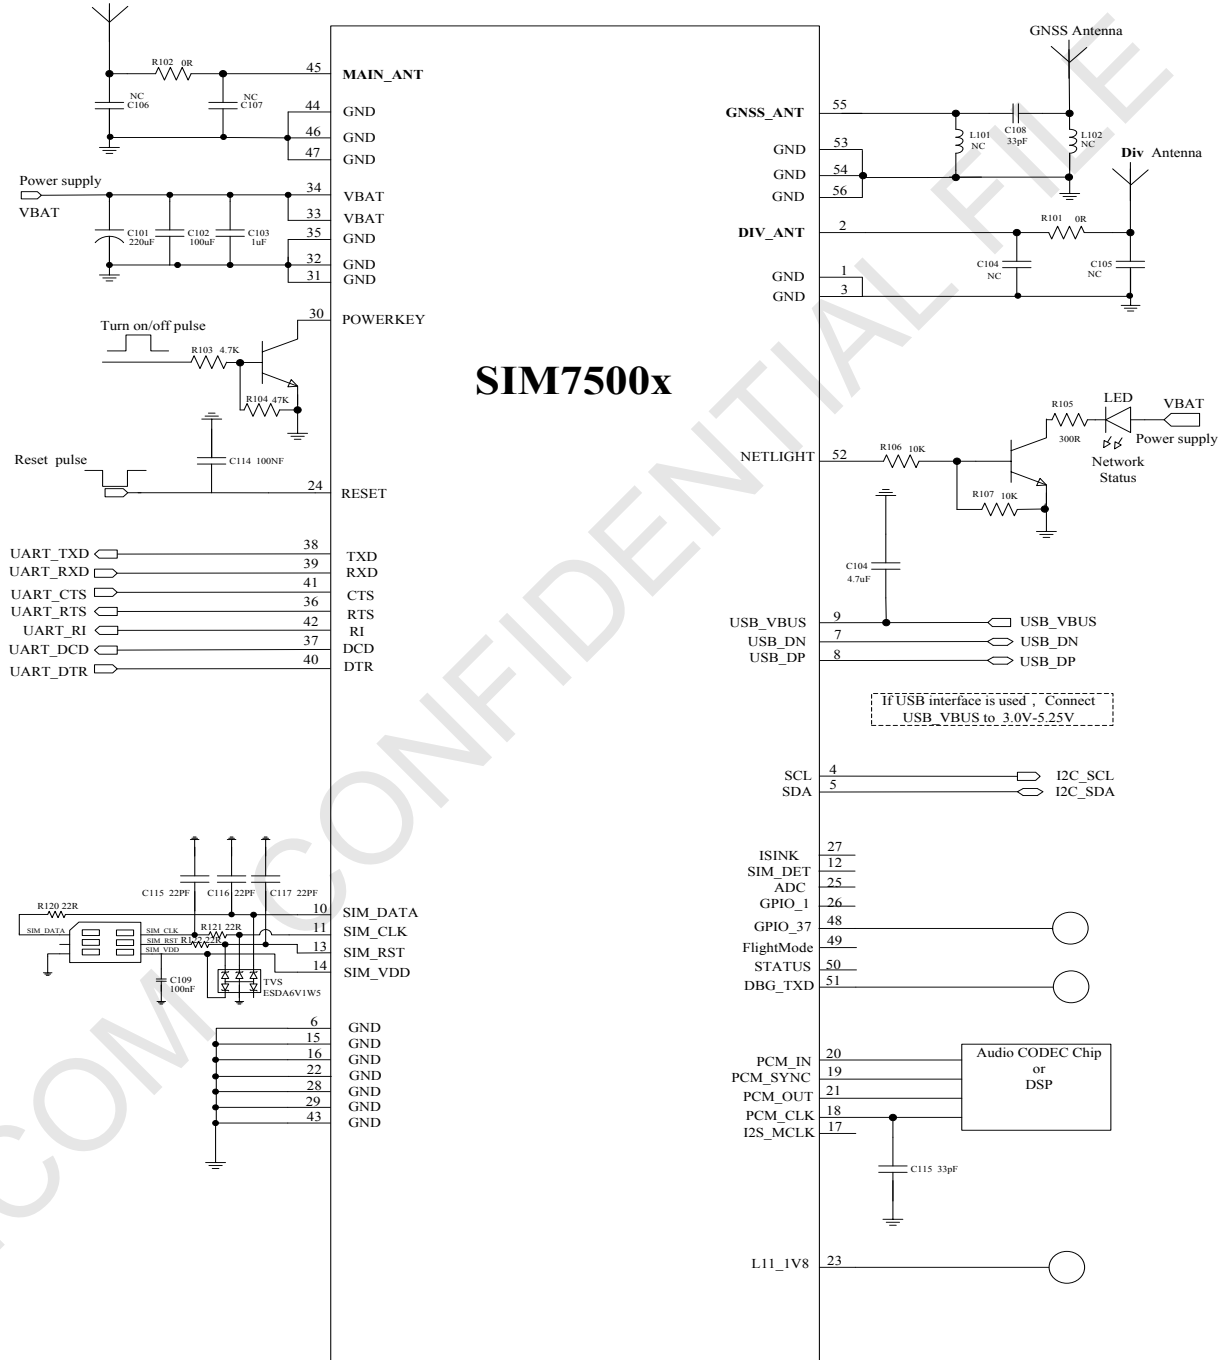 GNSS Antenna
R102 0R
45
MAIN_ANT
NC
C106
NC
C107
44
GND
46
GND
47
GND
55
GNSS_ANT
C108
33pF
L101
NC
L102
NC
53
GND
54
GND
56
GND
Div Antenna
Power supply
VBAT
34
VBAT
33
VBAT
35
GND
32
GND
31
GND
C101
220uF
C102
100uF
C103
1uF
2
DIV_ANT
R101 0R
C104
NC
C105
NC
1
GND
3
GND
30
POWERKEY
Turn on/off pulse
R103 4.7K
R104 47K
SIM7500x
C114 100NF
Reset pulse
24
RESET
R105
300R
LED
VBAT
Power supply
Network
Status
NETLIGHT
52
R106 10K
R107 10K
C104
4.7uF
UART_TXD
38
TXD
UART_RXD
39
RXD
UART_CTS
41
CTS
UART_RTS
36
RTS
UART_RI
42
RI
UART_DCD
37
DCD
UART_DTR
40
DTR
USB_VBUS
9
USB_VBUS
USB_DN
7
USB_DN
USB_DP
8
USB_DP
If USB interface is used , Connect
USB_VBUS to 3.0V-5.25V
SCL
4
I2C_SCL
SDA
5
I2C_SDA
ISINK
27
SIM_DET
12
ADC
25
GPIO_1
26
GPIO_37
48
FlightMode
49
STATUS
50
DBG_TXD
51
C115 22PF
C116 22PF
C117 22PF
R120 22R
SIM_DATA
SIM_CLK
R121 22R
SIM_RST
R122 22R
SIM_VDD
10
SIM_DATA
11
SIM_CLK
13
SIM_RST
14
SIM_VDD
C109
100nF
TVS
ESDA6V1W5
6
GND
15
GND
16
GND
22
GND
28
GND
29
GND
43
GND
PCM_IN
20
PCM_SYNC
19
PCM_OUT
21
PCM_CLK
18
I2S_MCLK
17
Audio CODEC Chip
or
DSP
C115 33pF
L11_1V8
23
COM CONFIDENTIAL FILE